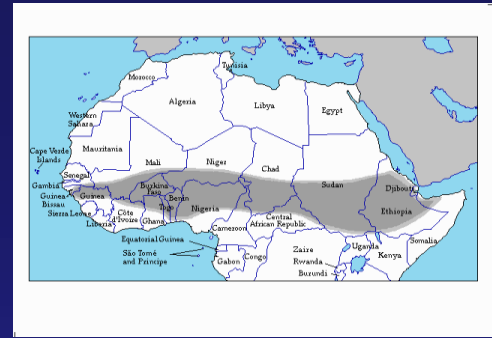 Tunisia
Morocco
Algeria
Libya
Egypt
Western
Sahara
Cape Verde
Islands
Mauritania
Mali
Niger
Chad
Sudan
Senegal
Gambia
Guinea
Bissau
Guinea
Sierra Leone
Liberia
Côte
d'Ivoire
Burkina
Faso
Ghana
Togo
Benin
Nigeria
Cameroon
Central
African Republic
Djibouti
Ethiopia
Somalia
Equatorial Guinea
São Tomé
and Principe
Gabon
Congo
Zaire
Rwanda
Burundi
Uganda
Kenya